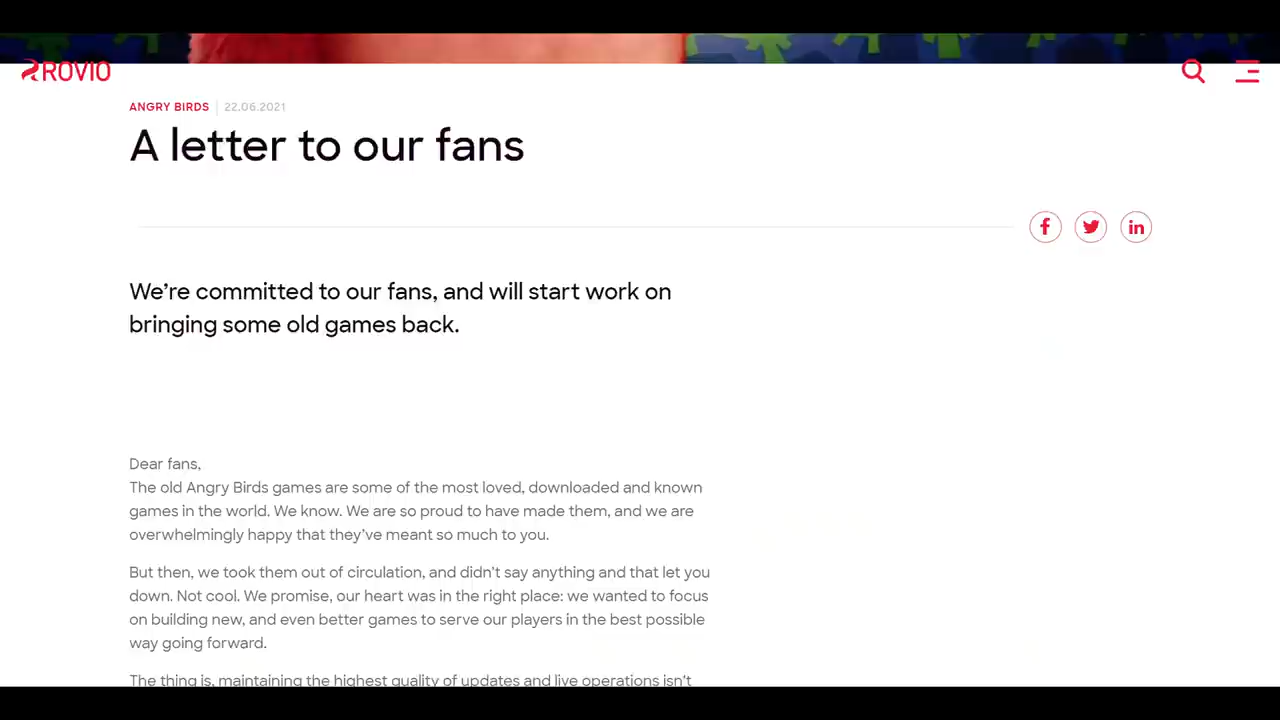 ROVIO
ANGRY BIRDS | 22.06.2021
A letter to our fans
We’re committed to our fans, and will start work on
bringing some old games back.
Dear fans,
The old Angry Birds games are some of the most loved, downloaded and known
games in the world. We know. We are so proud to have made them, and we are
overwhelmingly happy that they’ve meant so much to you.
But then, we took them out of circulation, and didn’t say anything and that let you
down. Not cool. We promise, our heart was in the right place: we wanted to focus
on building new, and even better games to serve our players in the best possible
way going forward.
The thing is, maintaining the highest quality of updates and live operations isn’t